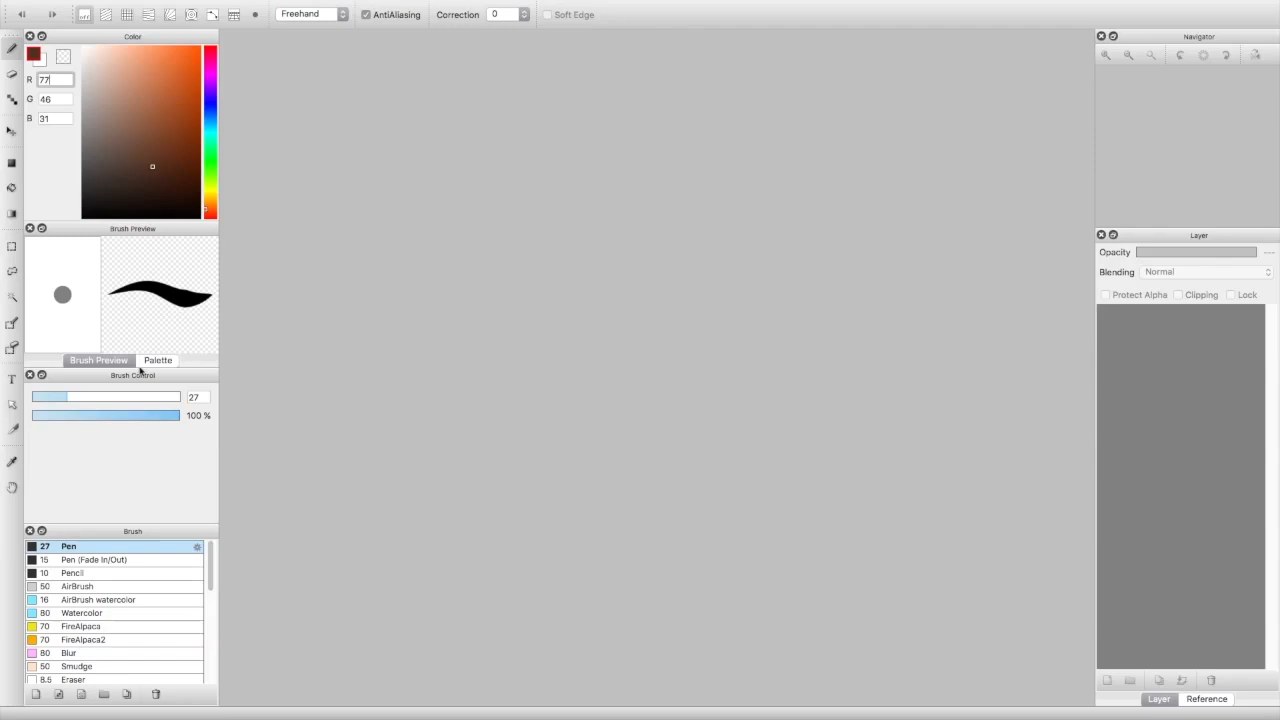 off Freehand AntiAliasing Correction 0 Soft Edge
Color
R 77
G 46
B 31
Brush Preview
Brush Preview Palette
Brush Control
27
100 %
Brush
27 Pen
15 Pen (Fade In/Out)
10 Pencil
50 AirBrush
16 AirBrush watercolor
80 Watercolor
70 FireAlpaca
70 FireAlpaca2
80 Blur
50 Smudge
8.5 Eraser
Navigator
Layer
Opacity
Blending Normal
Protect Alpha Clipping Lock
Layer Reference